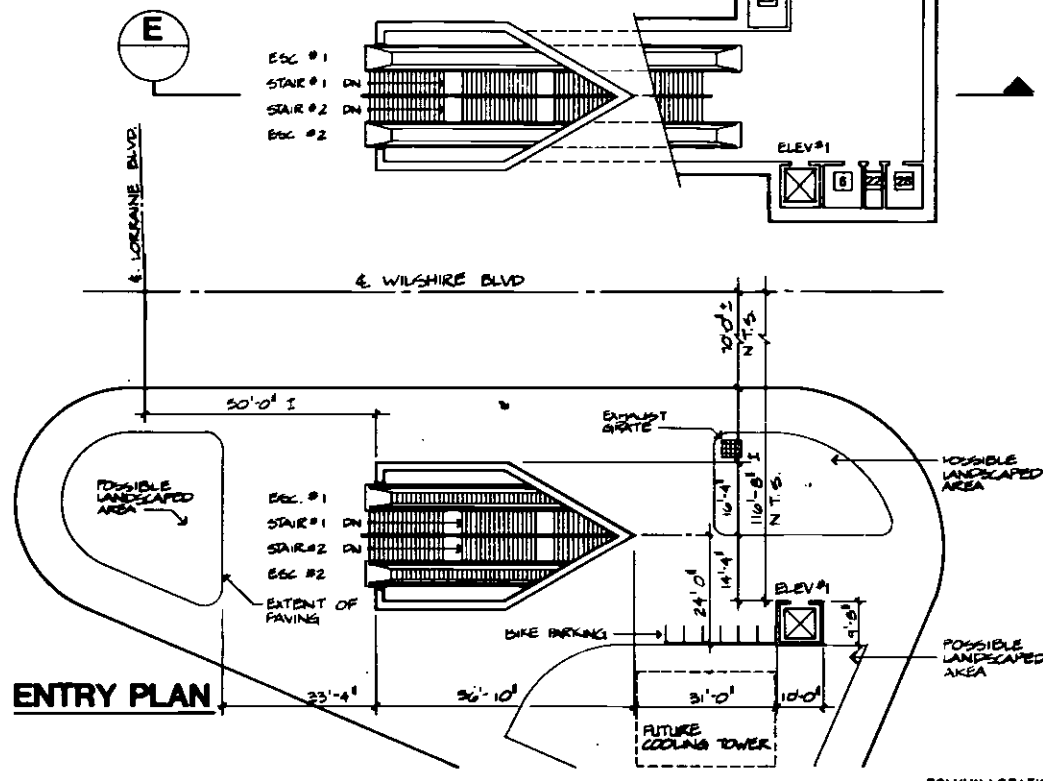 E
ESC #1
STAIR #1 DN
STAIR #2 DN
ESC #2
ELEV #1
6
22
28
℄ LORRAINE BLVD.
℄ WILSHIRE BLVD
N.T.S.
50'-0"
EXHAUST
GRATE
POSSIBLE
LANDSCAPED
AREA
POSSIBLE
LANDSCAPED
AREA
ESC. #1
STAIR #1 DN
STAIR #2 DN
ESC #2
16'-4"
116'-8"
N.T.S.
14'-4"
24'-0"
EXTENT OF
PAVING
BIKE PARKING
ELEV #1
9'-8"
POSSIBLE
LANDSCAPED
AREA
ENTRY PLAN
33'-4"
56'-10"
31'-0"
10'-0"
FUTURE
COOLING TOWER